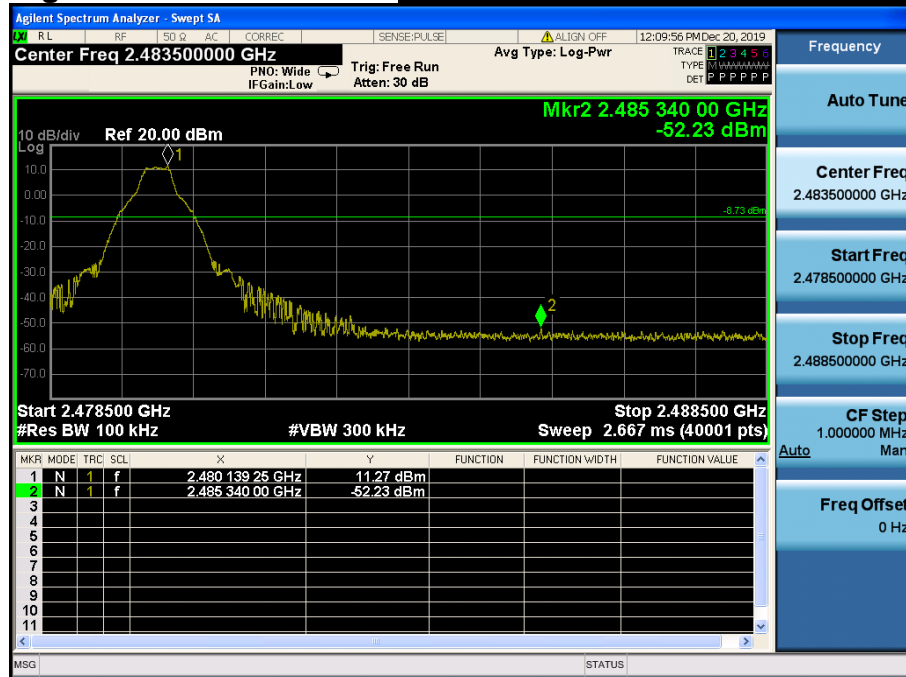 Agilent Spectrum Analyzer - Swept SA
LXI RL RF 50 Ω AC CORREC SENSE:PULSE ALIGN OFF 12:09:56 PM Dec 20, 2019
Center Freq 2.483500000 GHz
PNO: Wide
IFGain:Low
Trig: Free Run
Atten: 30 dB
Avg Type: Log-Pwr
TRACE 1 2 3 4 5 6
TYPE M WWWWW
DET P P P P P P
Mkr2 2.485 340 00 GHz
-52.23 dBm
10 dB/div Ref 20.00 dBm
Log
1
10.0
0.00
-8.73 dBm
-10.0
-20.0
-30.0
-40.0
2
-50.0
-60.0
-70.0
Start 2.478500 GHz Stop 2.488500 GHz
#Res BW 100 kHz #VBW 300 kHz Sweep 2.667 ms (40001 pts)
MKR MODE TRC SCL X Y FUNCTION FUNCTION WIDTH FUNCTION VALUE
1 N 1 f 2.480 139 25 GHz 11.27 dBm
2 N 1 f 2.485 340 00 GHz -52.23 dBm
3
4
5
6
7
8
9
10
11
MSG STATUS
Frequency
Auto Tune
Center Freq
2.483500000 GHz
Start Freq
2.478500000 GHz
Stop Freq
2.488500000 GHz
CF Step
1.000000 MHz
Auto Man
Freq Offset
0 Hz